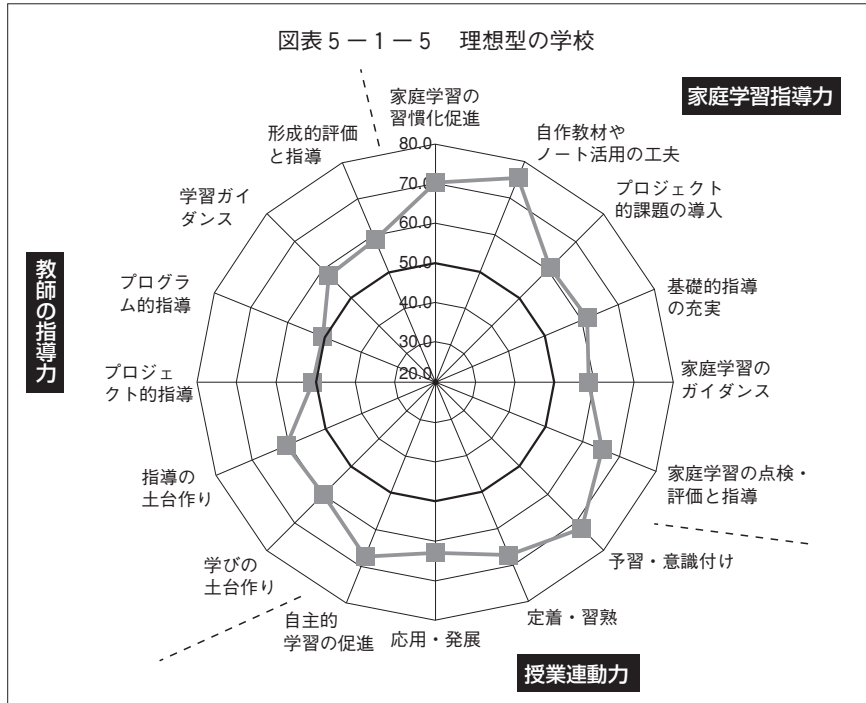 図表5－1－5　理想型の学校
家庭学習指導力
家庭学習の
習慣化促進
自作教材や
ノート活用の工夫
プロジェクト
的課題の導入
基礎的指導
の充実
家庭学習の
ガイダンス
家庭学習の点検・
評価と指導
予習・意識付け
定着・習熟
授業連動力
応用・発展
自主的
学習の促進
学びの
土台作り
指導の
土台作り
プロジェ
クト的指導
教師の指導力
プログラ
ム的指導
学習ガイ
ダンス
形成的評価
と指導
80.0
70.0
60.0
50.0
40.0
30.0
20.0